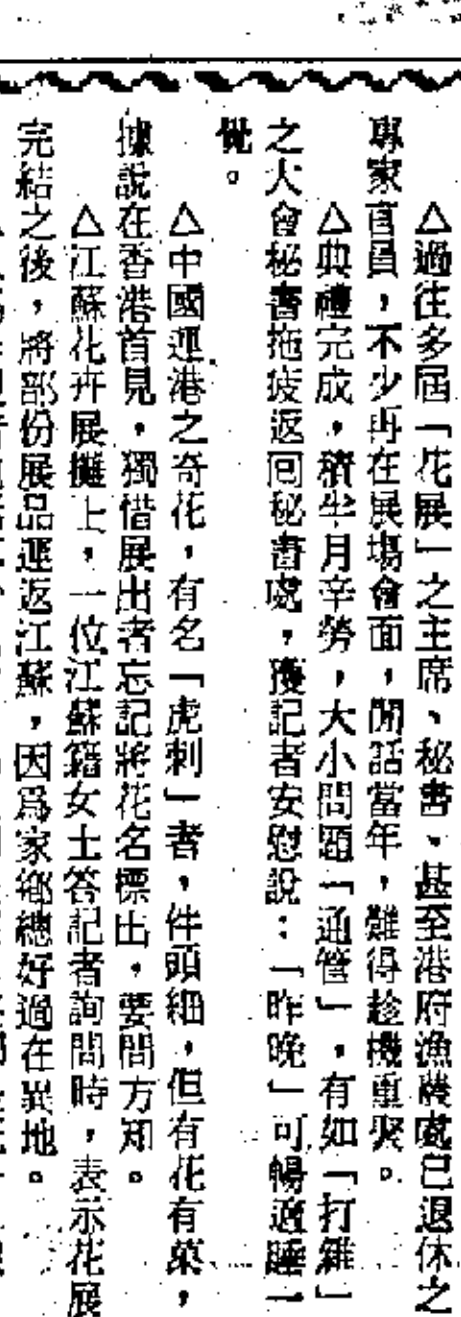 △過往多屆「花展」之主席、秘書、甚至港府漁農處已退休之
專家官員，不少再在展塲會面，閒話當年，難得趁機重聚。
△典禮完成，積半月辛勞，大小問題「通管」，有如「打雜」
之大會秘書拖疲返回秘書處，獲記者安慰說：「昨晚」可暢適睡一
覺。
△中國運港之奇花，有名「虎刺」者，件頭細，但有花有菓，
據說在香港首見，獨惜展出者忘記將花名標出，要問方知。
△江蘇花卉展攤上，一位江蘇籍女士答記者詢問時，表示花展
完結之後，將部份展品運返江蘇，因爲家鄉總好過在異地。